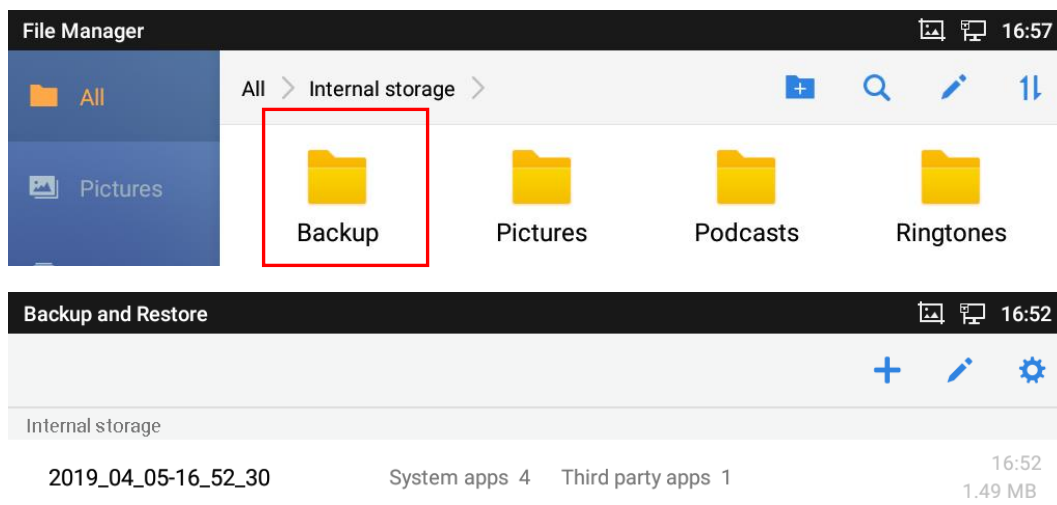 File Manager 16:57
All
All Internal storage
Pictures
Backup Pictures Podcasts Ringtones
Backup and Restore 16:52
Internal storage
2019_04_05-16_52_30 System apps 4 Third party apps 1 16:52
1.49 MB